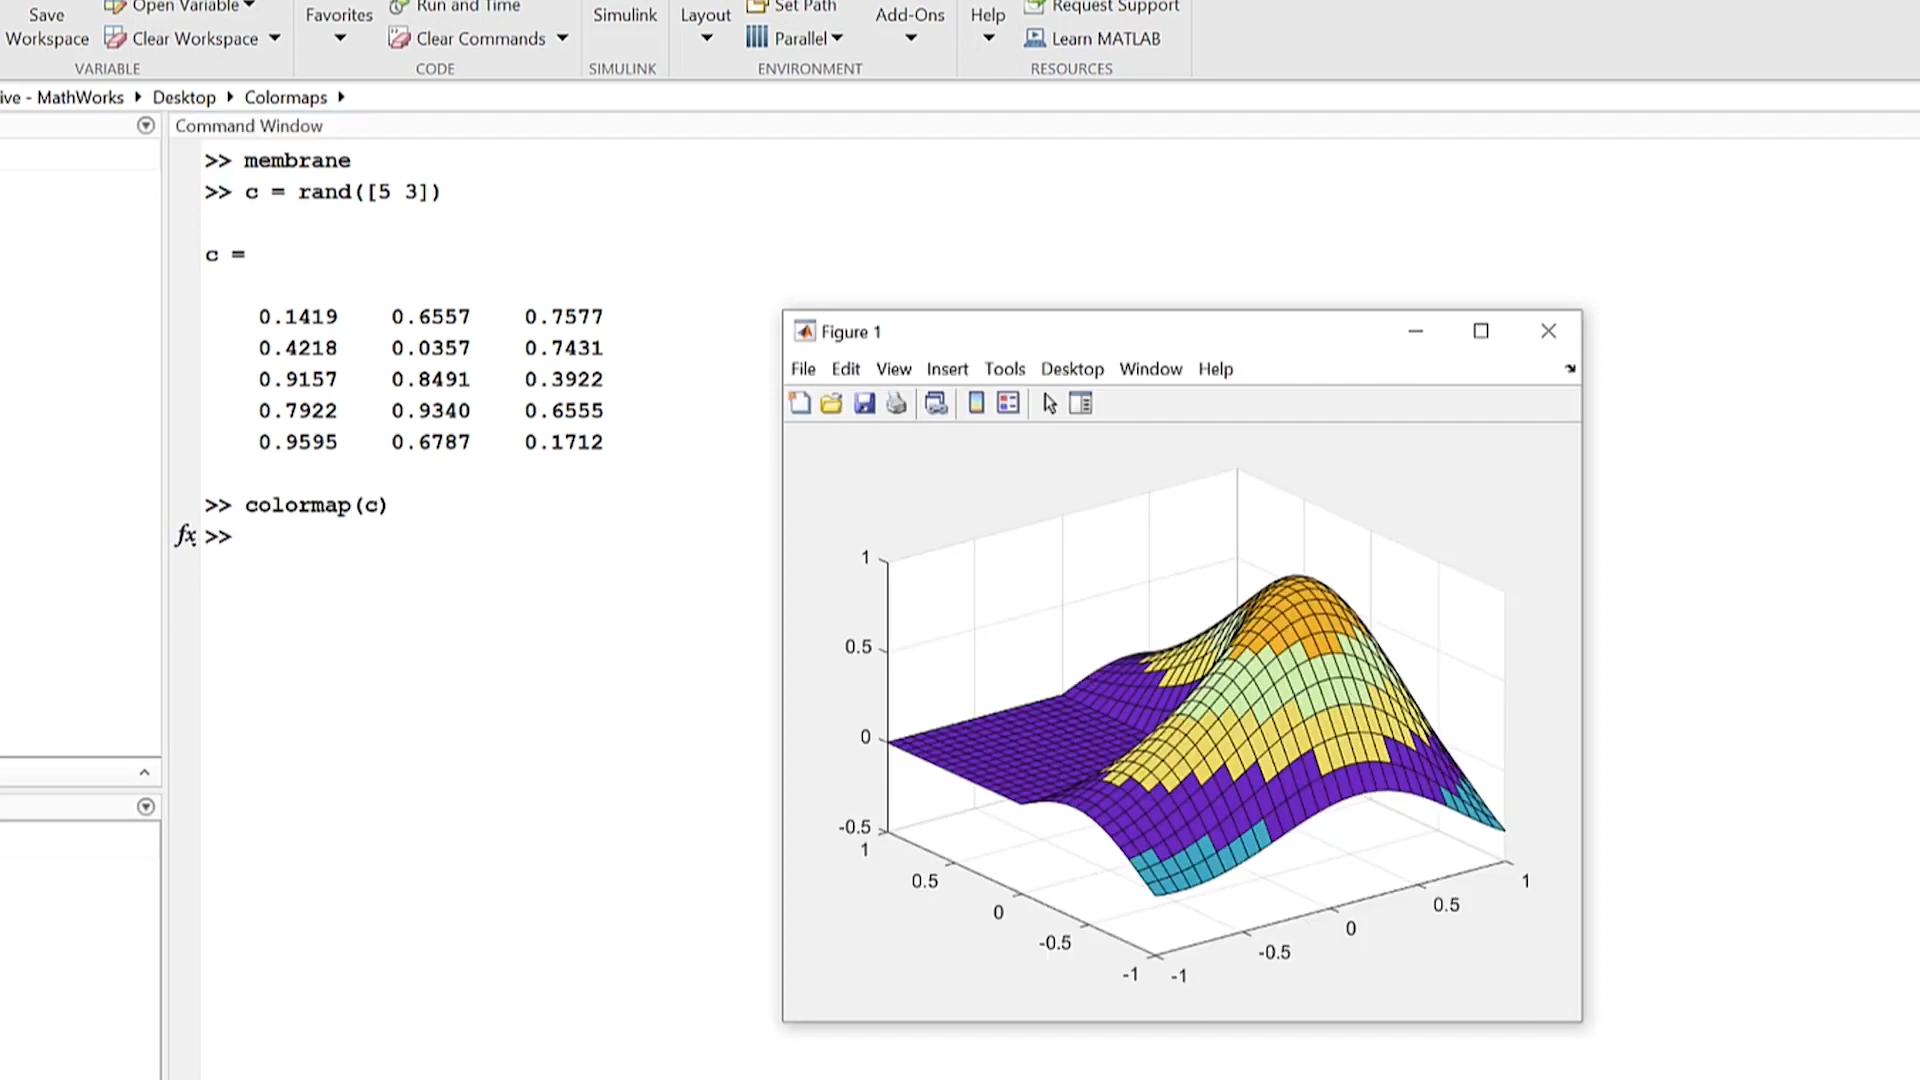 Save Workspace
Open Variable
Clear Workspace
VARIABLE
Favorites
Run and Time
Clear Commands
CODE
Simulink
SIMULINK
Layout
Set Path
Parallel
Add-Ons
ENVIRONMENT
Help
Request Support
Learn MATLAB
RESOURCES
ive - MathWorks Desktop Colormaps
Command Window
>> membrane
>> c = rand([5 3])
c =
0.1419 0.6557 0.7577
0.4218 0.0357 0.7431
0.9157 0.8491 0.3922
0.7922 0.9340 0.6555
0.9595 0.6787 0.1712
>> colormap(c)
fx >>
Figure 1
File Edit View Insert Tools Desktop Window Help
1
0.5
0
-0.5
1
0.5
0
-0.5
-1
-1
-0.5
0
0.5
1